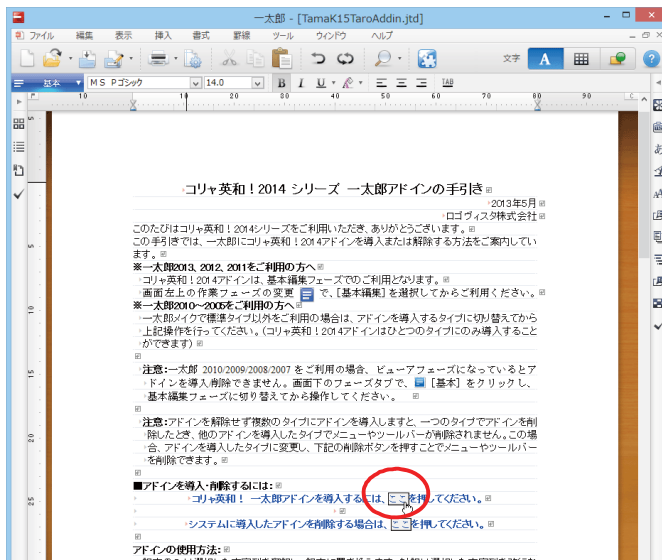 一太郎 - [TamaK15TaroAddin.jtd]
ファイル 編集 表示 挿入 書式 罫線 ツール ウィンドウ ヘルプ
文字 A
基本 MS Pゴシック 14.0 B I U TAB
10 10 20 30 40 50 60 70 80 90
コリャ英和！2014 シリーズ 一太郎アドインの手引き
2013年5月
ロゴヴィスタ株式会社
このたびはコリャ英和！2014シリーズをご利用いただき、ありがとうございます。
この手引きでは、一太郎にコリャ英和！2014アドインを導入または解除する方法をご案内してい
ます。
※一太郎2013、2012、2011をご利用の方へ
コリャ英和！2014アドインは、基本編集フェーズでのご利用となります。
画面左上の作業フェーズの変更 で、[基本編集]を選択してからご利用ください。
※一太郎2010～2005をご利用の方へ
一太郎メイクで標準タイプ以外をご利用の場合は、アドインを導入するタイプに切り替えてから
上記操作を行ってください。(コリャ英和！2014アドインはひとつのタイプにのみ導入すること
ができます)
注意:一太郎 2010/2009/2008/2007 をご利用の場合、ビューアフェーズになっているとア
ドインを導入/削除できません。画面下のフェーズタブで、 [基本] をクリックし、
基本編集フェーズに切り替えてから操作してください。
注意:アドインを解除せず複数のタイプにアドインを導入しますと、一つのタイプでアドインを削
除したとき、他のアドインを導入したタイプでメニューやツールバーが削除されません。この場
合、アドインを導入したタイプに変更し、下記の削除ボタンを押すことでメニューやツールバー
を削除できます。
■アドインを導入・削除するには:
コリャ英和！ 一太郎アドインを導入するには、ここを押してください。
システムに導入したアドインを削除する場合は、ここを押してください。
アドインの使用方法: